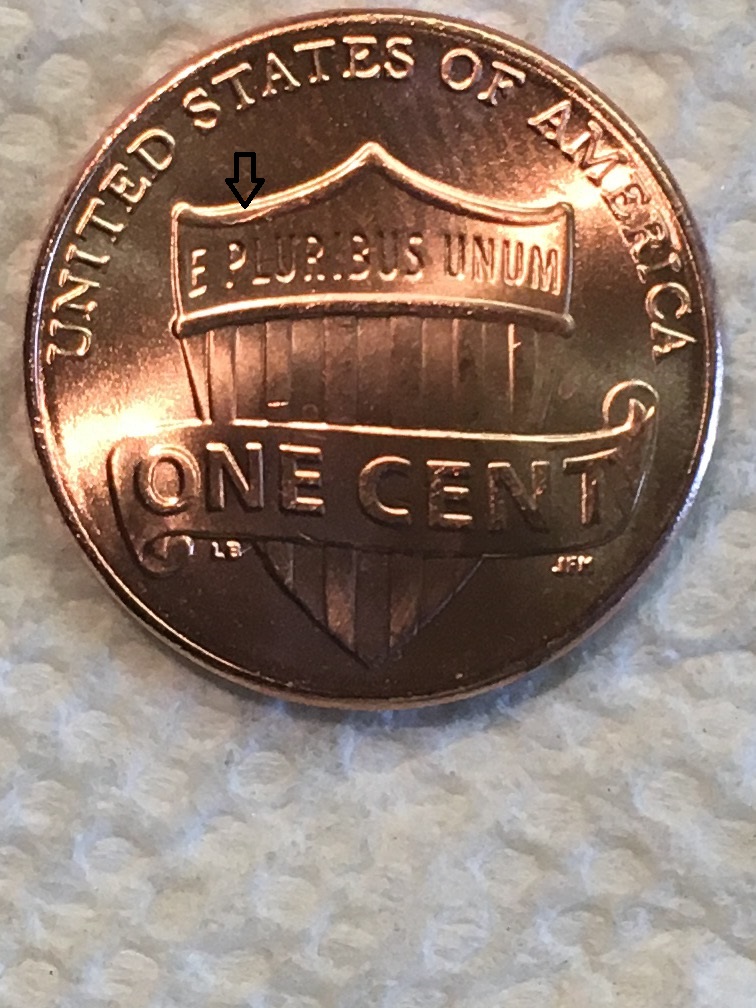 UNITED STATES OF AMERICA
E PLURIBUS UNUM
ONE CENT
LB JFM